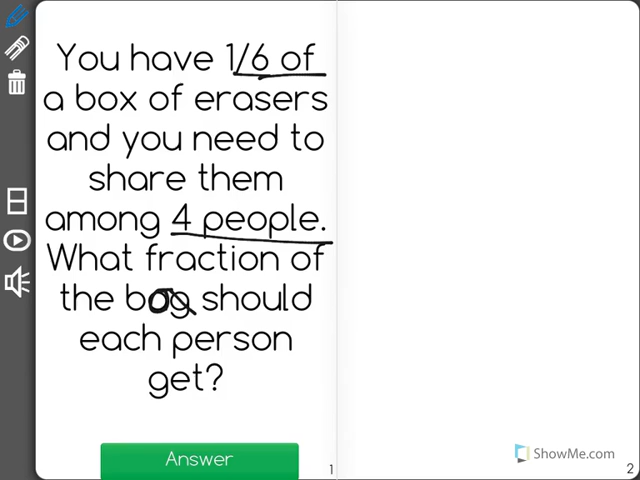 You have 1/6 of
a box of erasers
and you need to
share them
among 4 people.
What fraction of
the should
each person
get?
Answer
1
ShowMe.com
2